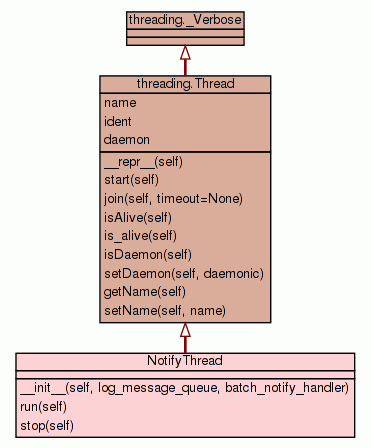 threading._Verbose
threading.Thread
name
ident
daemon
__repr__(self)
start(self)
join(self, timeout=None)
isAlive(self)
is_alive(self)
isDaemon(self)
setDaemon(self, daemonic)
getName(self)
setName(self, name)
NotifyThread
__init__(self, log_message_queue, batch_notify_handler)
run(self)
stop(self)